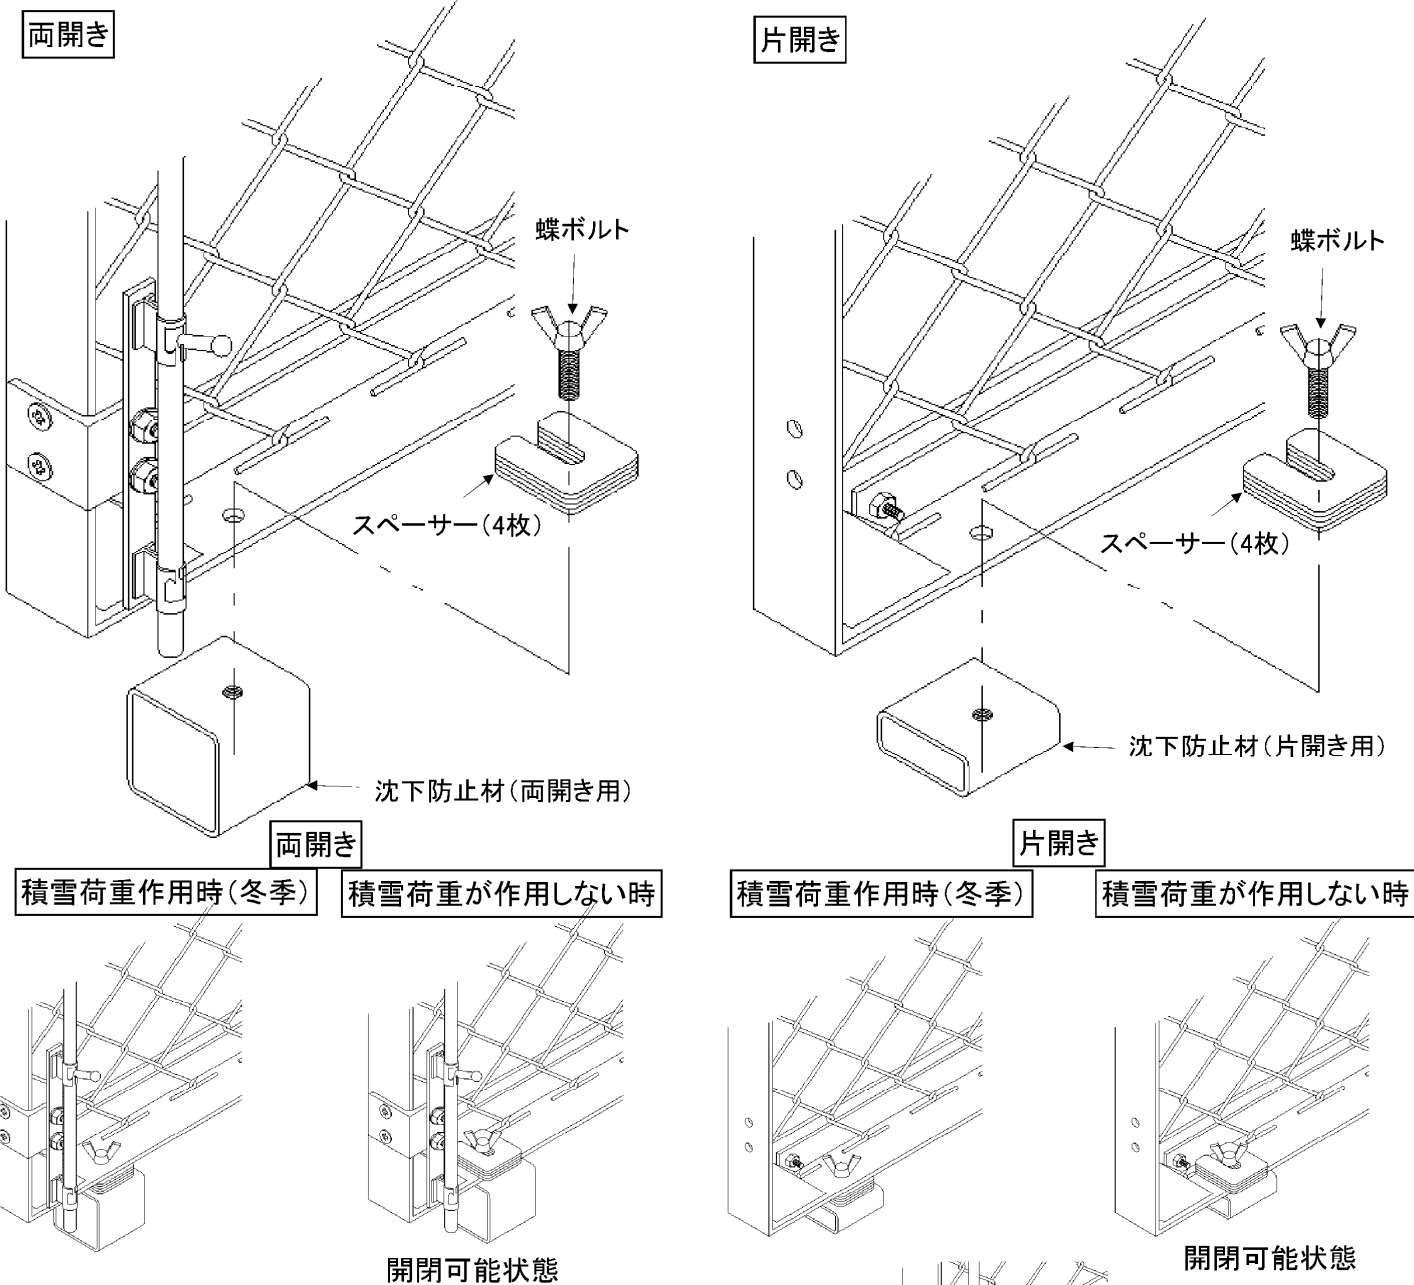 両開き
片開き
蝶ボルト
蝶ボルト
スペーサー(4枚)
スペーサー(4枚)
沈下防止材(両開き用)
沈下防止材(片開き用)
両開き
片開き
積雪荷重作用時(冬季)
積雪荷重が作用しない時
積雪荷重作用時(冬季)
積雪荷重が作用しない時
開閉可能状態
開閉可能状態